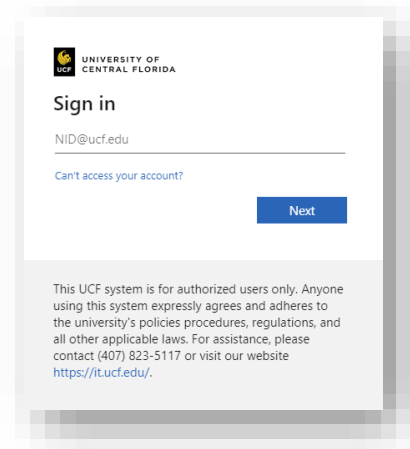 UCF
UNIVERSITY OF
CENTRAL FLORIDA
Sign in
NID@ucf.edu
Can't access your account?
Next
This UCF system is for authorized users only. Anyone
using this system expressly agrees and adheres to
the university's policies procedures, regulations, and
all other applicable laws. For assistance, please
contact (407) 823-5117 or visit our website
https://it.ucf.edu/.